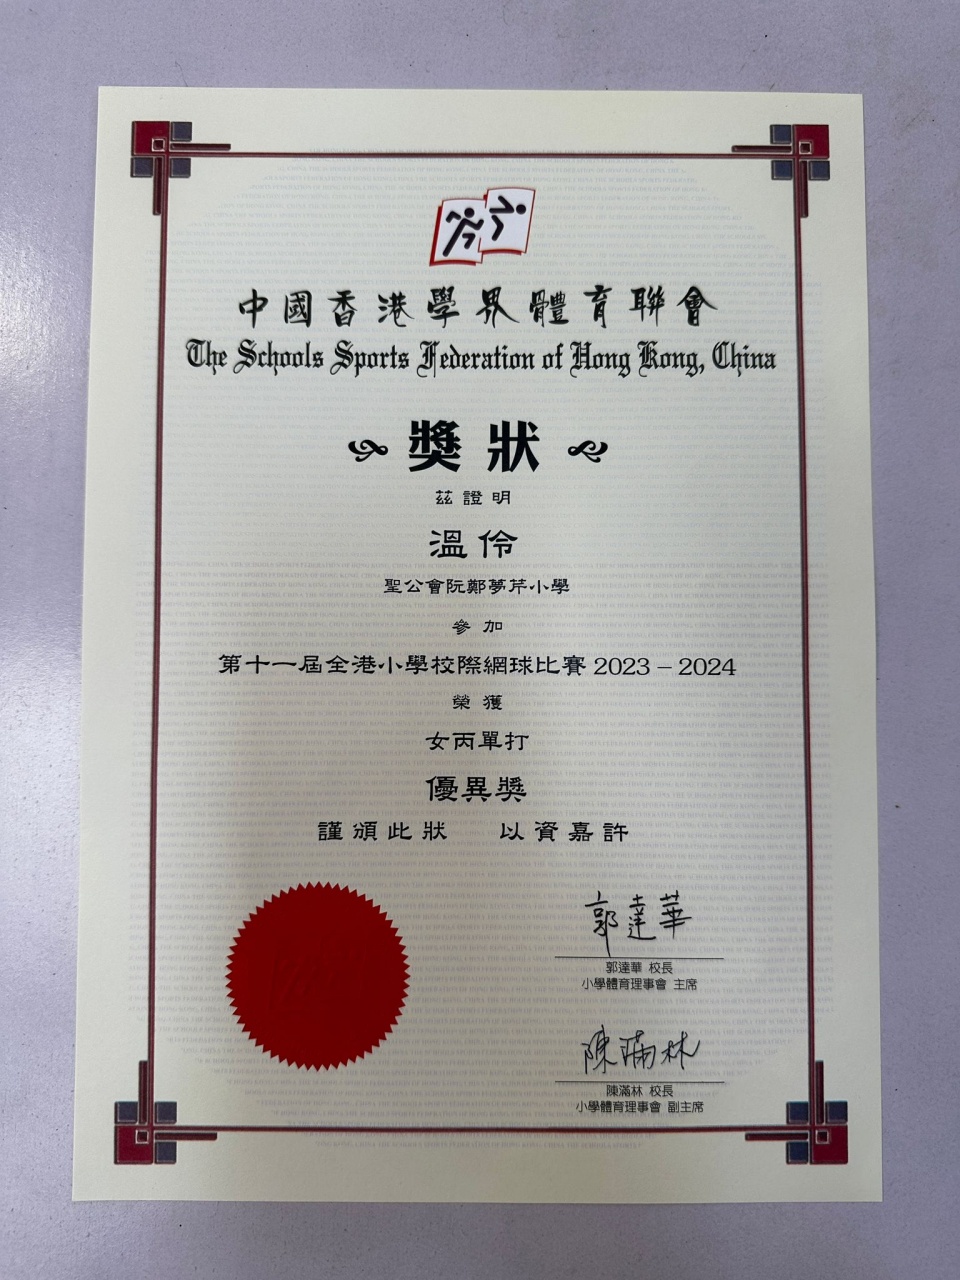 中國香港學界體育聯會
The Schools Sports Federation of Hong Kong, China
獎狀
茲證明
溫伶
聖公會阮鄭夢芹小學
參加
第十一屆全港小學校際網球比賽 2023 – 2024
榮獲
女丙單打
優異獎
謹頒此狀 以資嘉許
郭達華
郭達華 校長
小學體育理事會 主席
陳滿林
陳滿林 校長
小學體育理事會 副主席